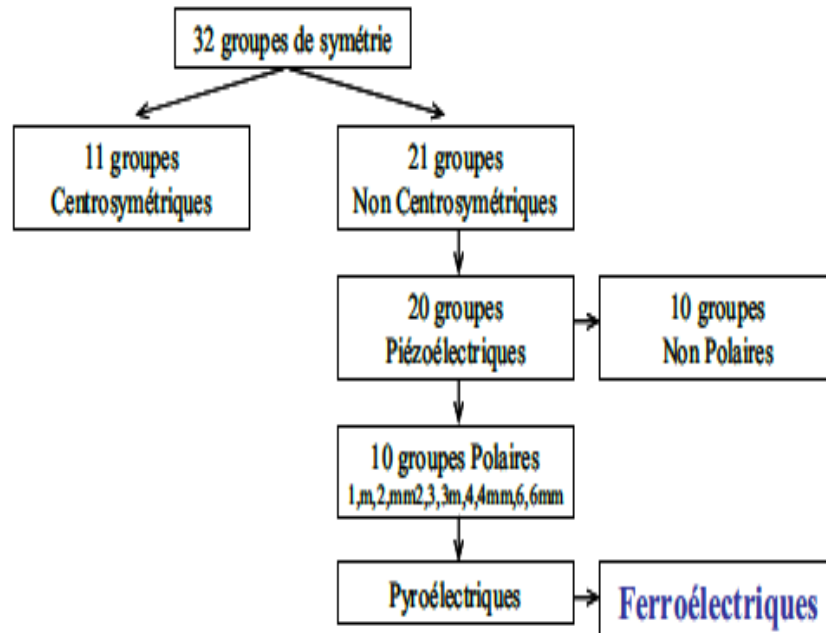 32 groupes de symétrie
11 groupes
Centrosymétriques
21 groupes
Non Centrosymétriques
20 groupes
Piézoélectriques
10 groupes
Non Polaires
10 groupes Polaires
1,m,2,mm2,3,3m,4,4mm,6,6mm
Pyroélectriques
Ferroélectriques